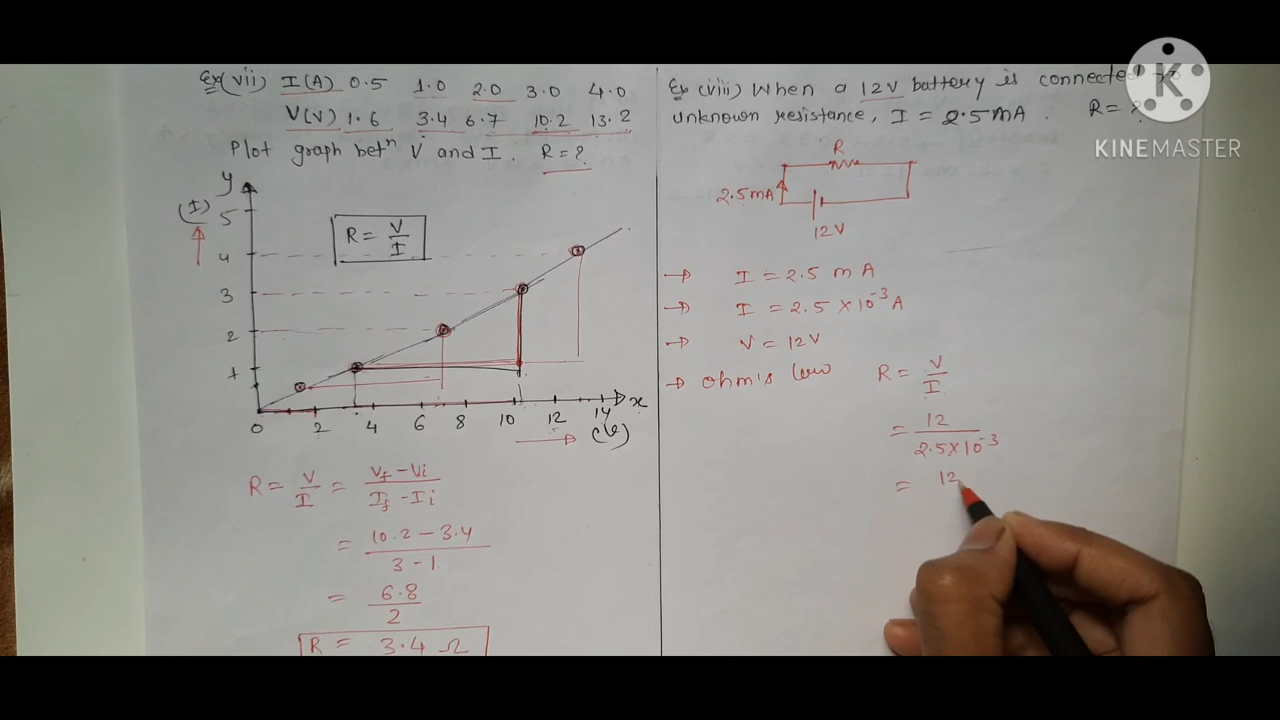 Ex(vii) I(A) 0.5 1.0 2.0 3.0 4.0
V(V) 1.6 3.4 6.7 10.2 13.2
Plot graph betⁿ V and I. R = ?
y
(I)
5
4
3
2
1
R = V/I
0 2 4 6 8 10 12 14 x
(V)
R = V/I = Vf - Vi / If - Ii
= 10.2 - 3.4 / 3 - 1
= 6.8 / 2
R = 3.4 Ω
Ex (viii) When a 12V battery is connected to
unknown resistance, I = 2.5 mA. R = ?
R
2.5mA
12V
→ I = 2.5 mA
→ I = 2.5 × 10⁻³ A
→ V = 12V
→ ohm's law R = V/I
= 12 / 2.5×10⁻³
= 12
K
KINEMASTER